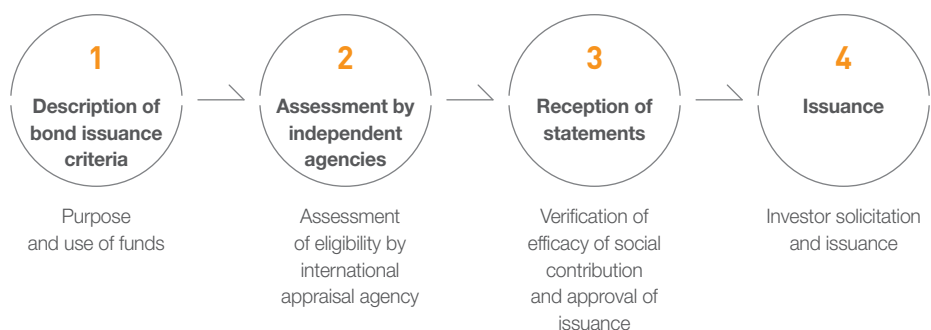 1
Description of
bond issuance
criteria
Purpose
and use of funds
2
Assessment by
independent
agencies
Assessment
of eligibility by
international
appraisal agency
3
Reception of
statements
Verification of
efficacy of social
contribution
and approval of
issuance
4
Issuance
Investor solicitation
and issuance